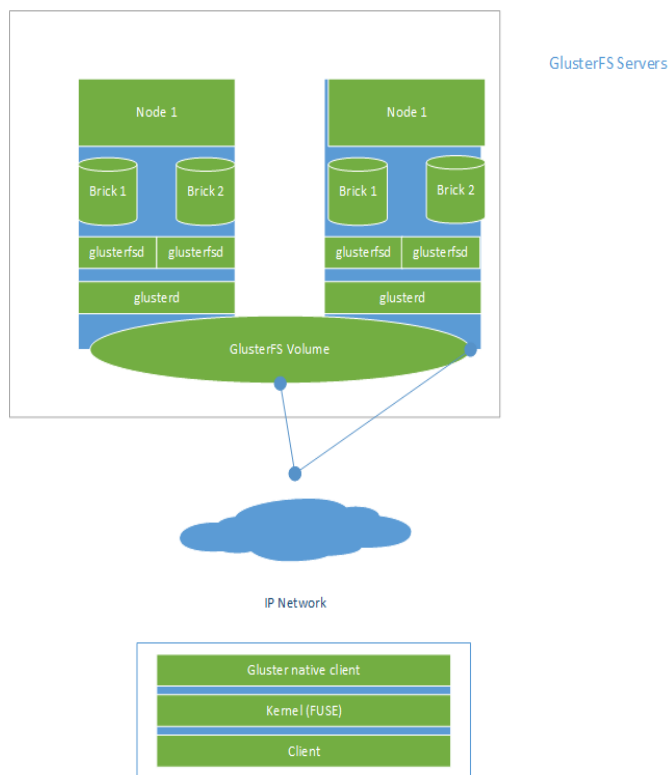 GlusterFS Servers
Node 1
Node 1
Brick 1
Brick 2
Brick 1
Brick 2
glusterfsd
glusterfsd
glusterfsd
glusterfsd
glusterd
glusterd
GlusterFS Volume
IP Network
Gluster native client
Kernel (FUSE)
Client